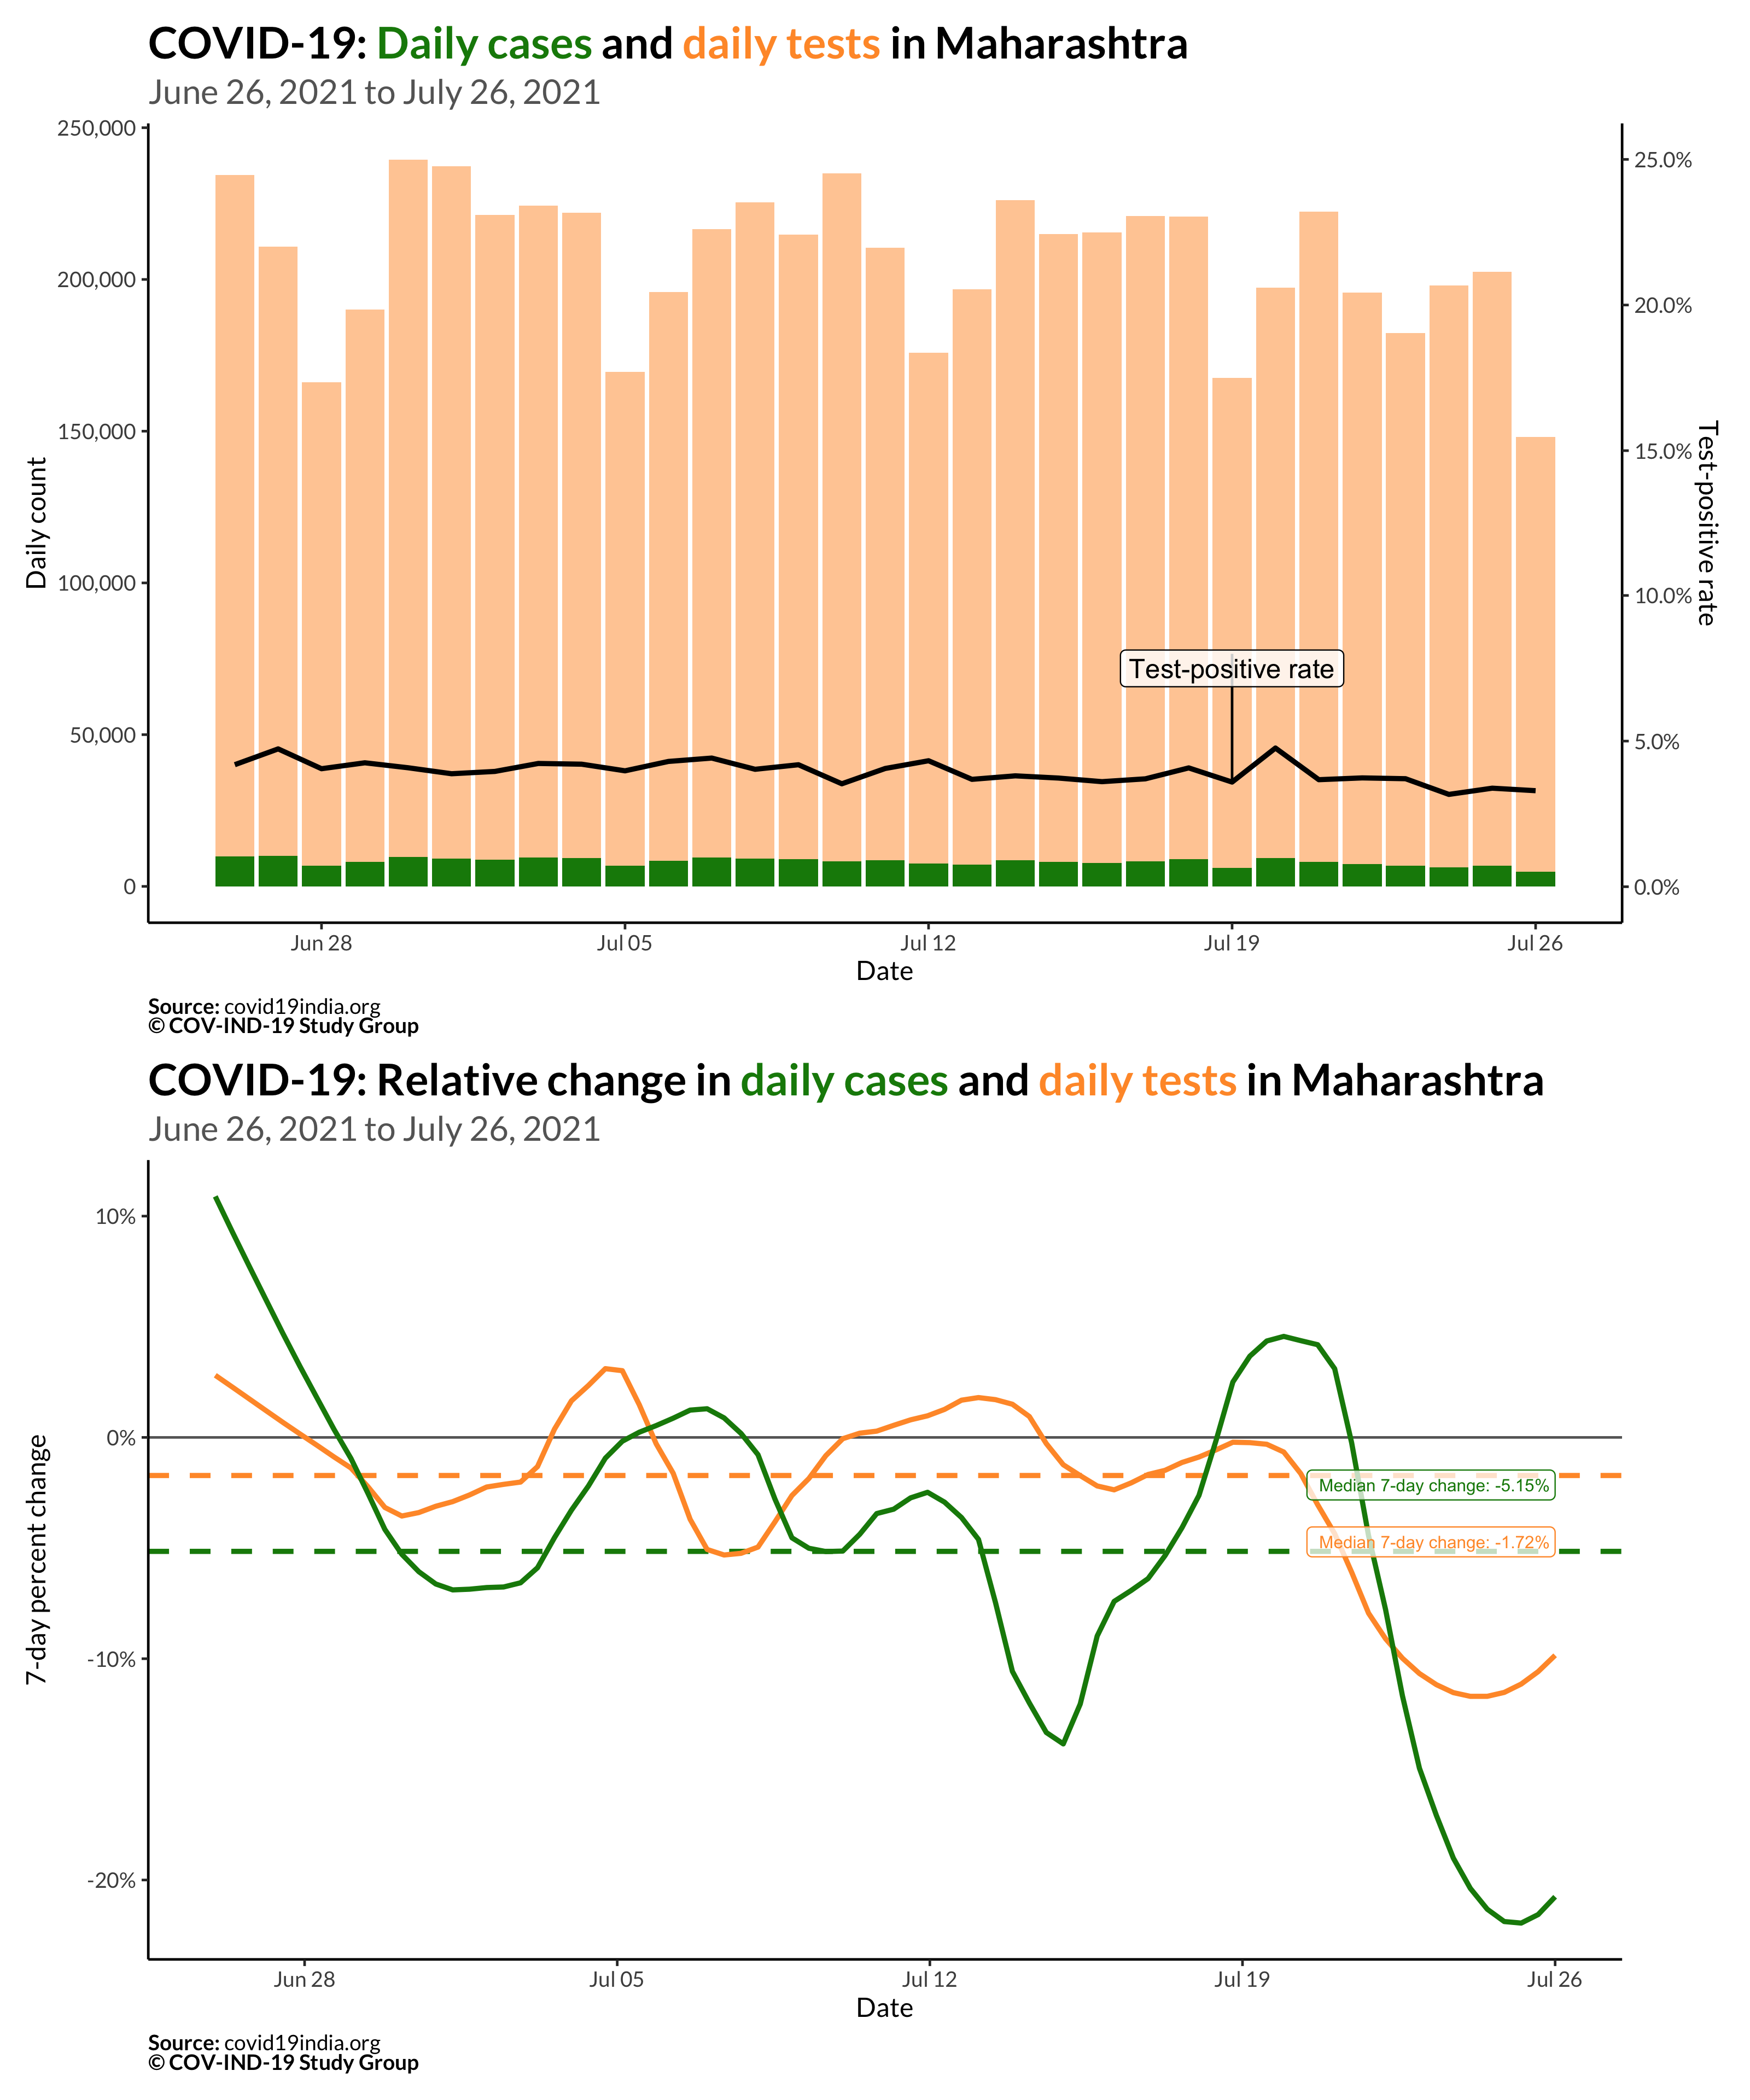 COVID-19: Daily cases and daily tests in Maharashtra
June 26, 2021 to July 26, 2021
250,000
200,000
150,000
100,000
50,000
0
Daily count
25.0%
20.0%
15.0%
10.0%
5.0%
0.0%
Test-positive rate
Test-positive rate
Jun 28
Jul 05
Jul 12
Jul 19
Jul 26
Date
Source: covid19india.org
© COV-IND-19 Study Group
COVID-19: Relative change in daily cases and daily tests in Maharashtra
June 26, 2021 to July 26, 2021
10%
0%
-10%
-20%
7-day percent change
Median 7-day change: -5.15%
Median 7-day change: -1.72%
Jun 28
Jul 05
Jul 12
Jul 19
Jul 26
Date
Source: covid19india.org
© COV-IND-19 Study Group